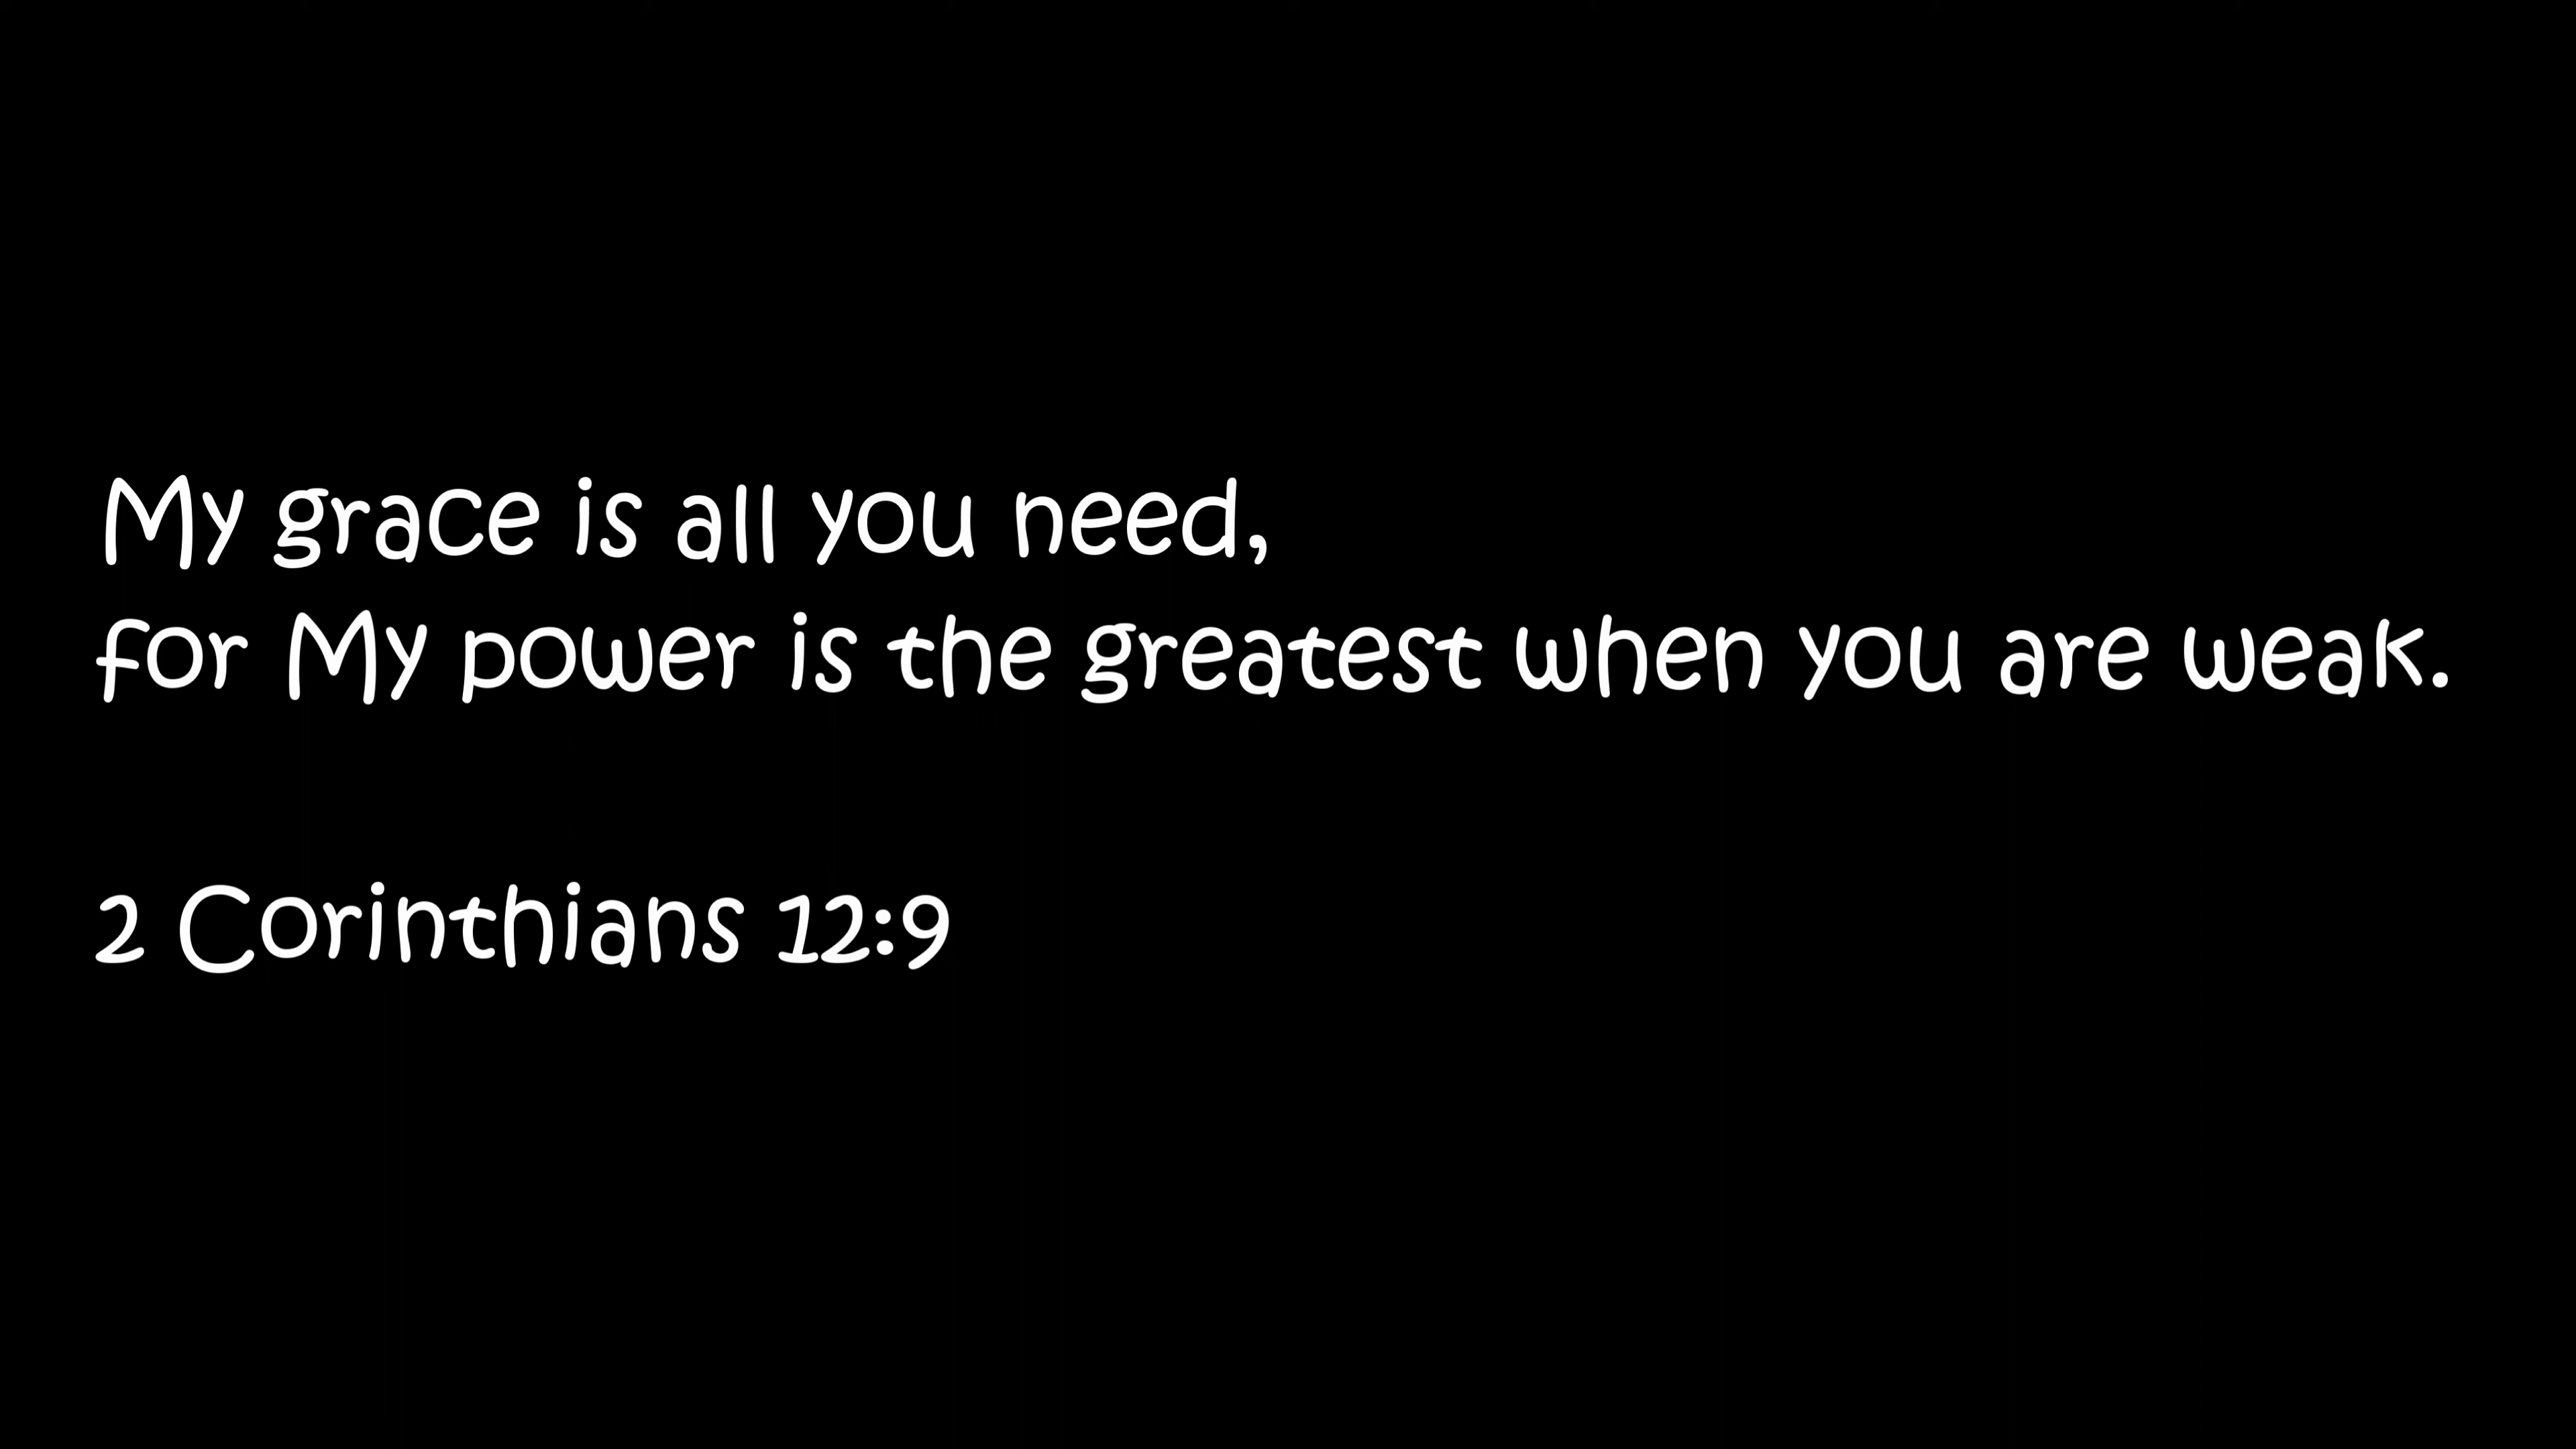 My grace is all you need,
for My power is the greatest when you are weak.
2 Corinthians 12:9